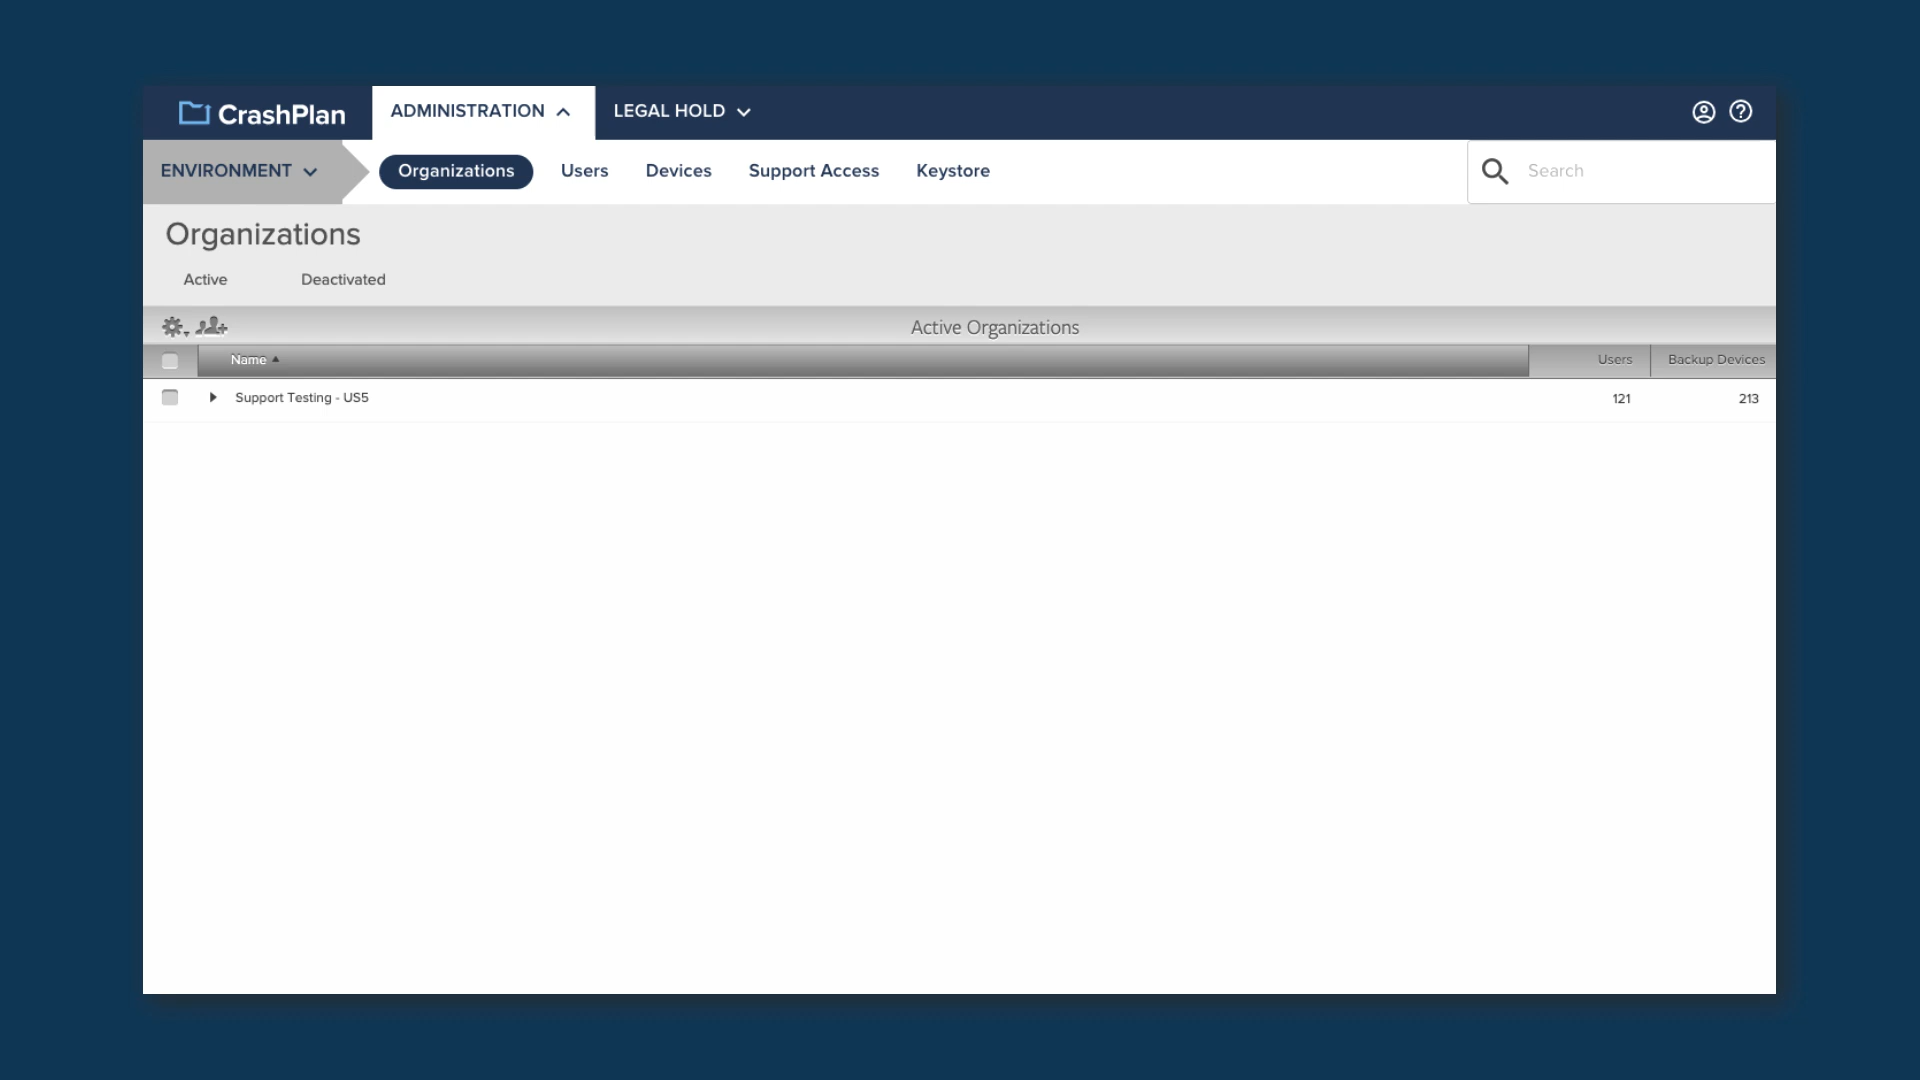 CrashPlan ADMINISTRATION LEGAL HOLD
ENVIRONMENT Organizations Users Devices Support Access Keystore Search
Organizations
Active Deactivated
Active Organizations
Name Users Backup Devices
Support Testing - US5 121 213